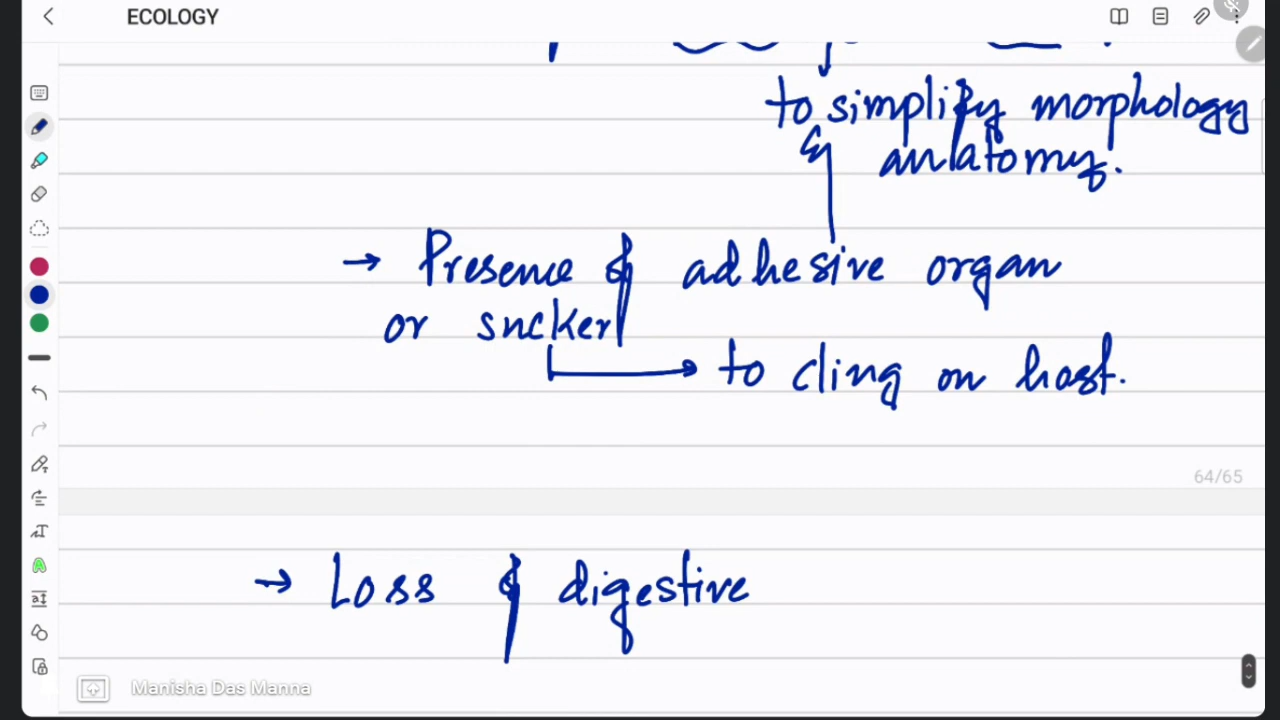 ECOLOGY
to simplify morphology
& anatomy.
→ Presence of adhesive organ
or sucker
→ to cling on host.
64/65
→ Loss of digestive
Manisha Das Manna